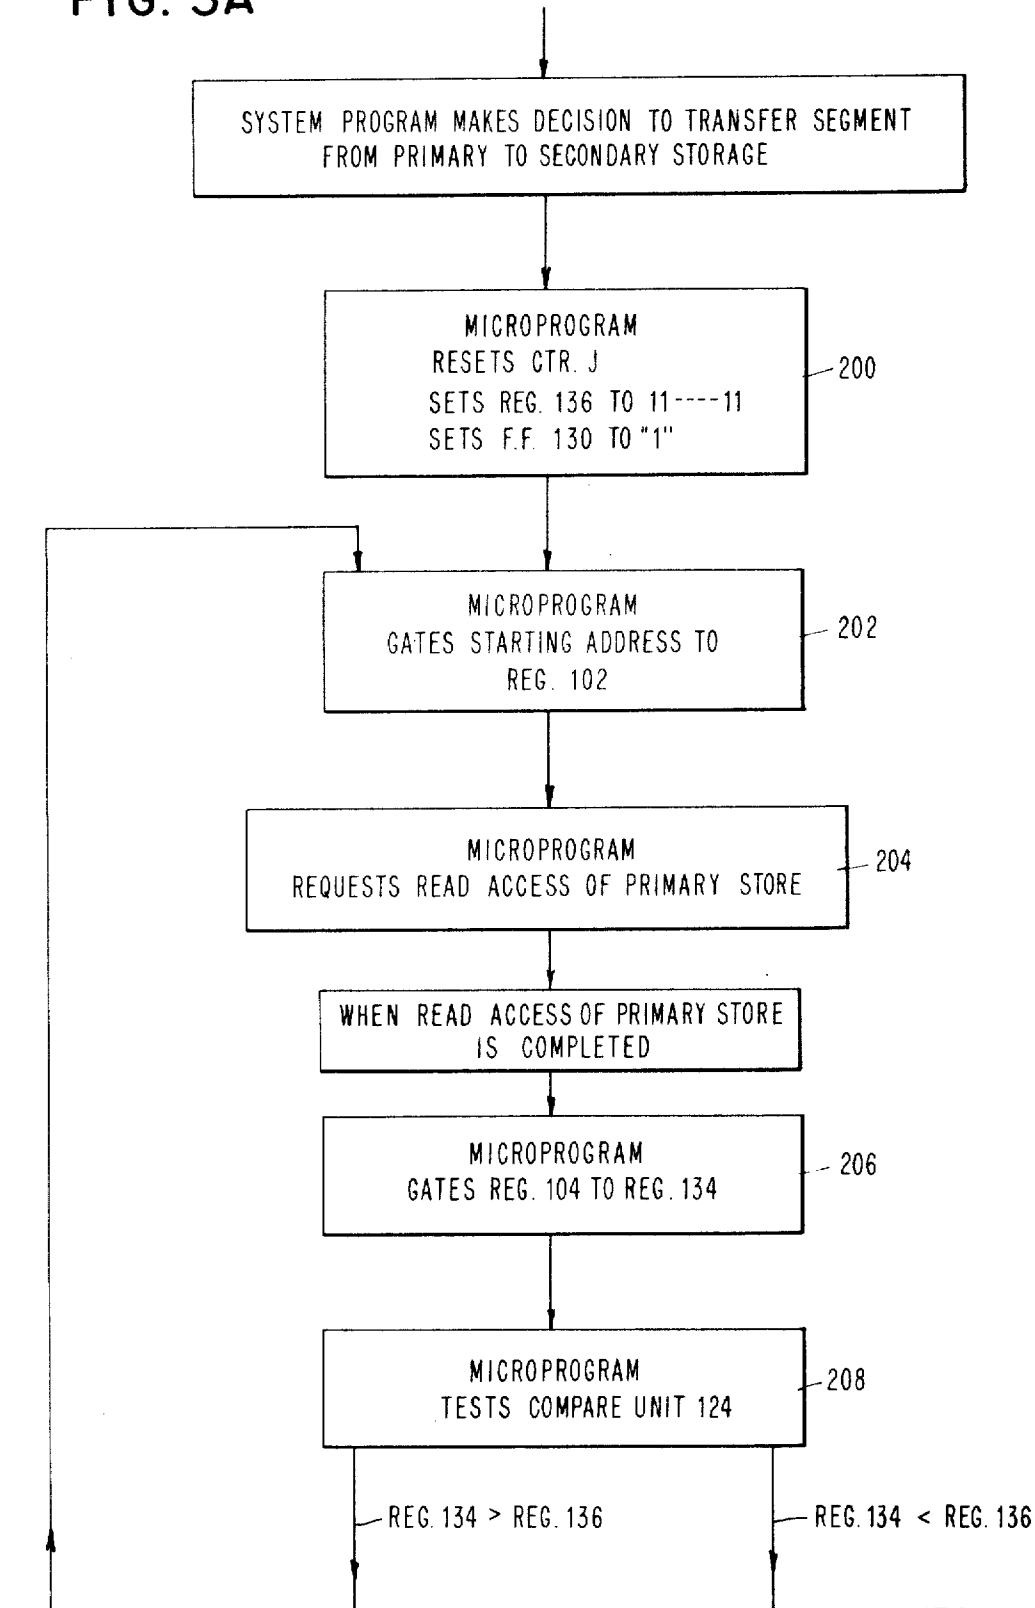 FIG. 3A
SYSTEM PROGRAM MAKES DECISION TO TRANSFER SEGMENT
FROM PRIMARY TO SECONDARY STORAGE
MICROPROGRAM
RESETS CTR. J
SETS REG. 136 TO 11----11
SETS F.F. 130 TO "1"
200
MICROPROGRAM
GATES STARTING ADDRESS TO
REG. 102
202
MICROPROGRAM
REQUESTS READ ACCESS OF PRIMARY STORE
204
WHEN READ ACCESS OF PRIMARY STORE
IS COMPLETED
MICROPROGRAM
GATES REG. 104 TO REG. 134
206
MICROPROGRAM
TESTS COMPARE UNIT 124
208
REG. 134 > REG. 136
REG. 134 < REG. 136